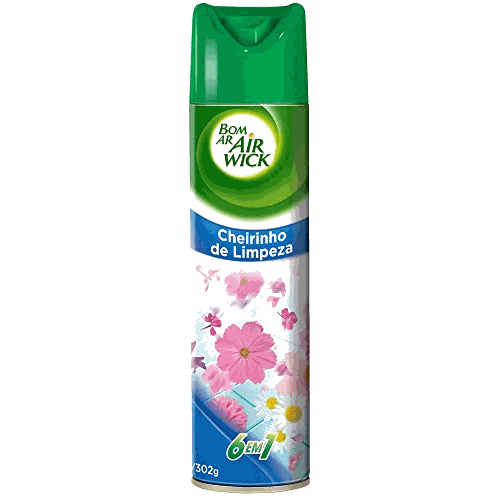 BOM
AR AIR
WICK
Cheirinho
de Limpeza
6 EM 1
/302g